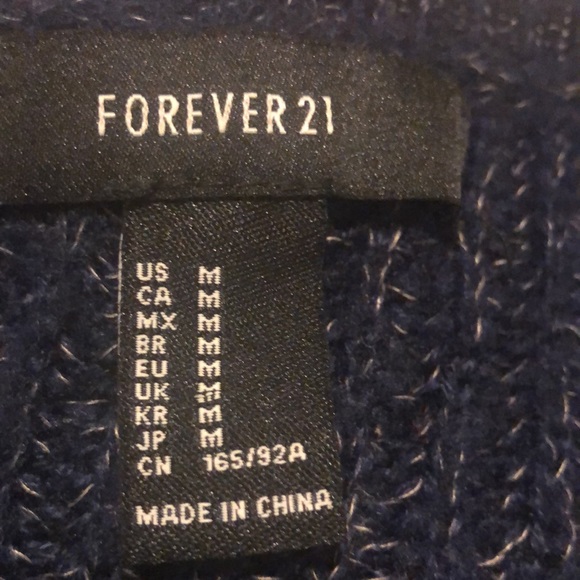 FOREVER 21
US M
CA M
MX M
BR M
EU M
UK M
KR M
JP M
CN 165/92A
MADE IN CHINA